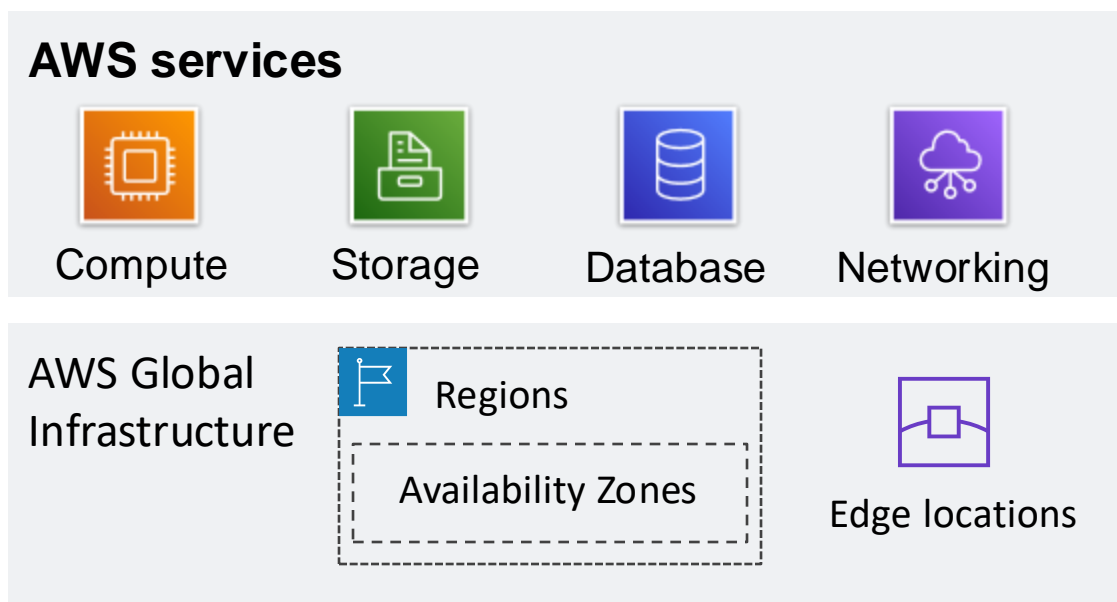 AWS services
Compute
Storage
Database
Networking
AWS Global
Infrastructure
Regions
Availability Zones
Edge locations